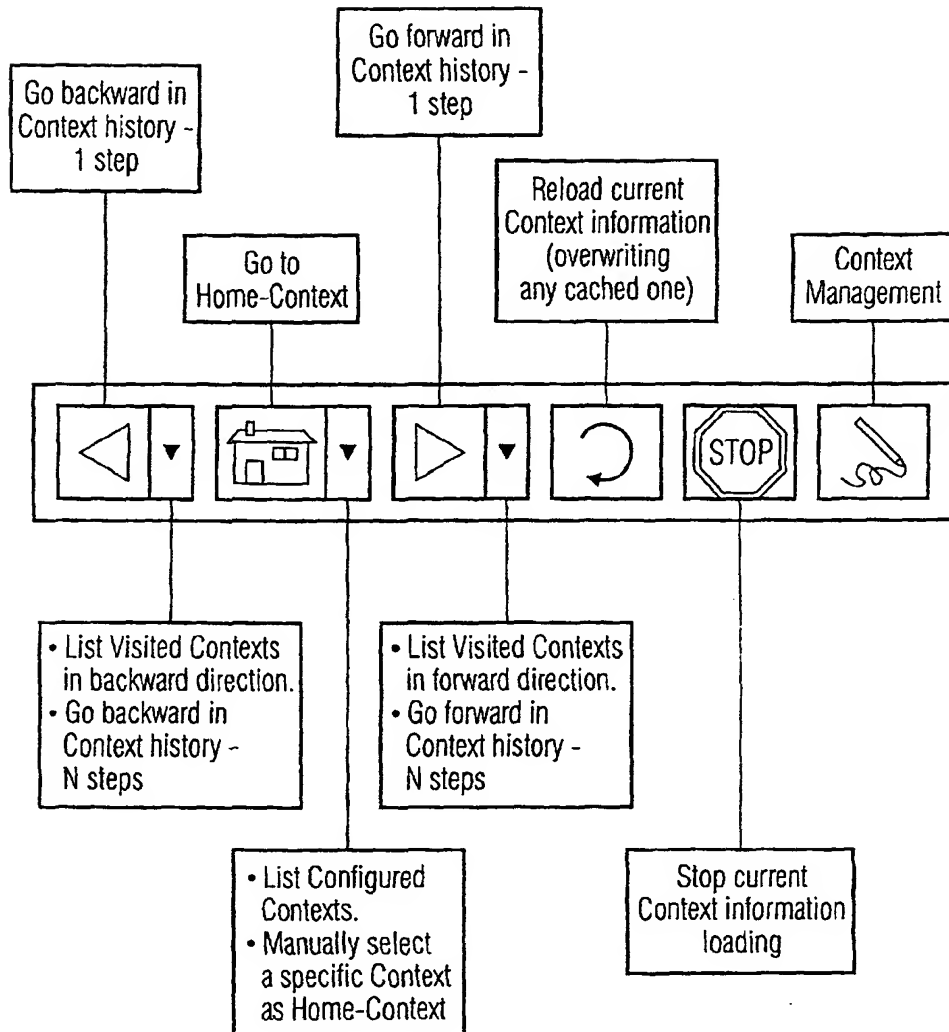 Go forward in
Context history -
1 step
Go backward in
Context history -
1 step
Reload current
Context information
(overwriting
any cached one)
Go to
Home-Context
Context
Management
STOP
• List Visited Contexts
in backward direction.
• Go backward in
Context history -
N steps
• List Visited Contexts
in forward direction.
• Go forward in
Context history -
N steps
• List Configured
Contexts.
• Manually select
a specific Context
as Home-Context
Stop current
Context information
loading